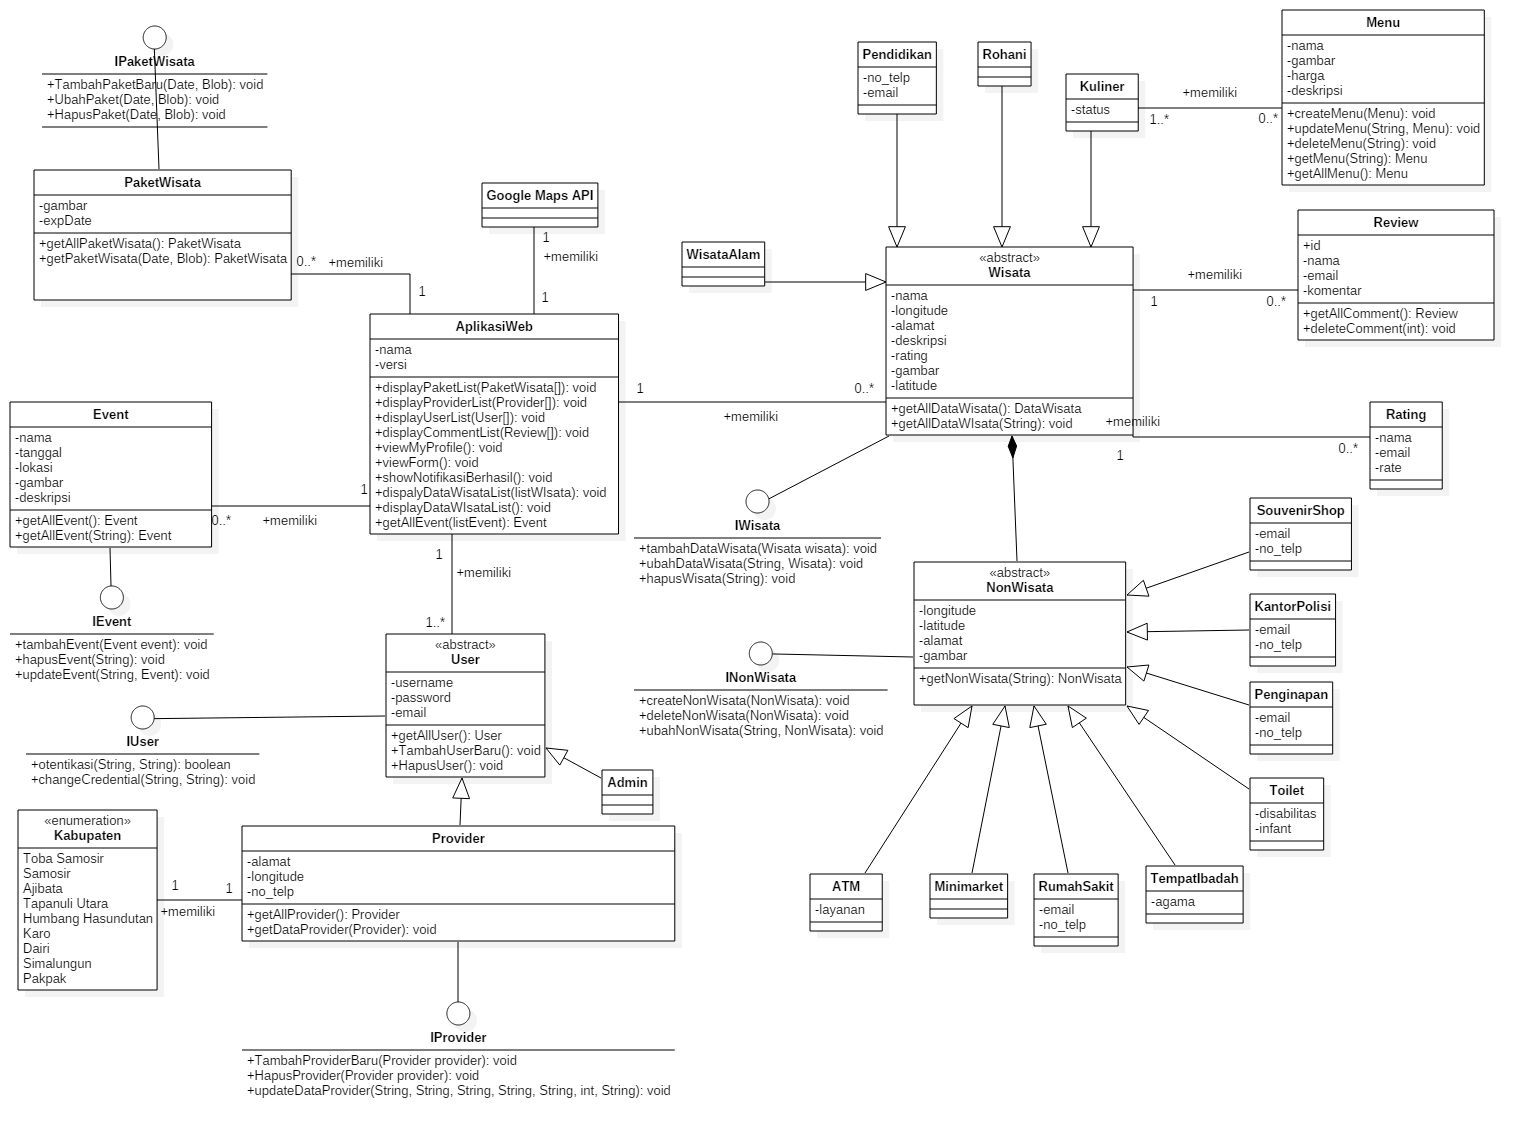 IPaketWisata
+TambahPaketBaru(Date, Blob): void
+UbahPaket(Date, Blob): void
+HapusPaket(Date, Blob): void
PaketWisata
-gambar
-expDate
+getAllPaketWisata(): PaketWisata
+getPaketWisata(Date, Blob): PaketWisata
0..*
+memiliki
1
Google Maps API
1
+memiliki
1
AplikasiWeb
-nama
-versi
+displayPaketList(PaketWisata[]): void
+displayProviderList(Provider[]): void
+displayUserList(User[]): void
+displayCommentList(Review[]): void
+viewMyProfile(): void
+viewForm(): void
+showNotifikasiBerhasil(): void
+dispalyDataWisataList(listWIsata): void
+displayDataWIsataList(): void
+getAllEvent(listEvent): Event
Event
-nama
-tanggal
-lokasi
-gambar
-deskripsi
+getAllEvent(): Event
+getAllEvent(String): Event
0..*
+memiliki
1
IEvent
+tambahEvent(Event event): void
+hapusEvent(String): void
+updateEvent(String, Event): void
1
+memiliki
1..*
«abstract»
User
-username
-password
-email
+getAllUser(): User
+TambahUserBaru(): void
+HapusUser(): void
IUser
+otentikasi(String, String): boolean
+changeCredential(String, String): void
Admin
«enumeration»
Kabupaten
Toba Samosir
Samosir
Ajibata
Tapanuli Utara
Humbang Hasundutan
Karo
Dairi
Simalungun
Pakpak
1
1
+memiliki
Provider
-alamat
-longitude
-no_telp
+getAllProvider(): Provider
+getDataProvider(Provider): void
IProvider
+TambahProviderBaru(Provider provider): void
+HapusProvider(Provider provider): void
+updateDataProvider(String, String, String, String, String, int, String): void
Pendidikan
-no_telp
-email
Rohani
Kuliner
-status
+memiliki
1..*
0..*
Menu
-nama
-gambar
-harga
-deskripsi
+createMenu(Menu): void
+updateMenu(String, Menu): void
+deleteMenu(String): void
+getMenu(String): Menu
+getAllMenu(): Menu
WisataAlam
«abstract»
Wisata
-nama
-longitude
-alamat
-deskripsi
-rating
-gambar
-latitude
+getAllDataWisata(): DataWisata
+getAllDataWIsata(String): void
1
0..*
+memiliki
+memiliki
1
0..*
Review
+id
-nama
-email
-komentar
+getAllComment(): Review
+deleteComment(int): void
+memiliki
1
0..*
Rating
-nama
-email
-rate
IWisata
+tambahDataWisata(Wisata wisata): void
+ubahDataWisata(String, Wisata): void
+hapusWisata(String): void
«abstract»
NonWisata
-longitude
-latitude
-alamat
-gambar
+getNonWisata(String): NonWisata
INonWisata
+createNonWisata(NonWisata): void
+deleteNonWisata(NonWisata): void
+ubahNonWisata(String, NonWisata): void
SouvenirShop
-email
-no_telp
KantorPolisi
-email
-no_telp
Penginapan
-email
-no_telp
Toilet
-disabilitas
-infant
ATM
-layanan
Minimarket
RumahSakit
-email
-no_telp
TempatIbadah
-agama